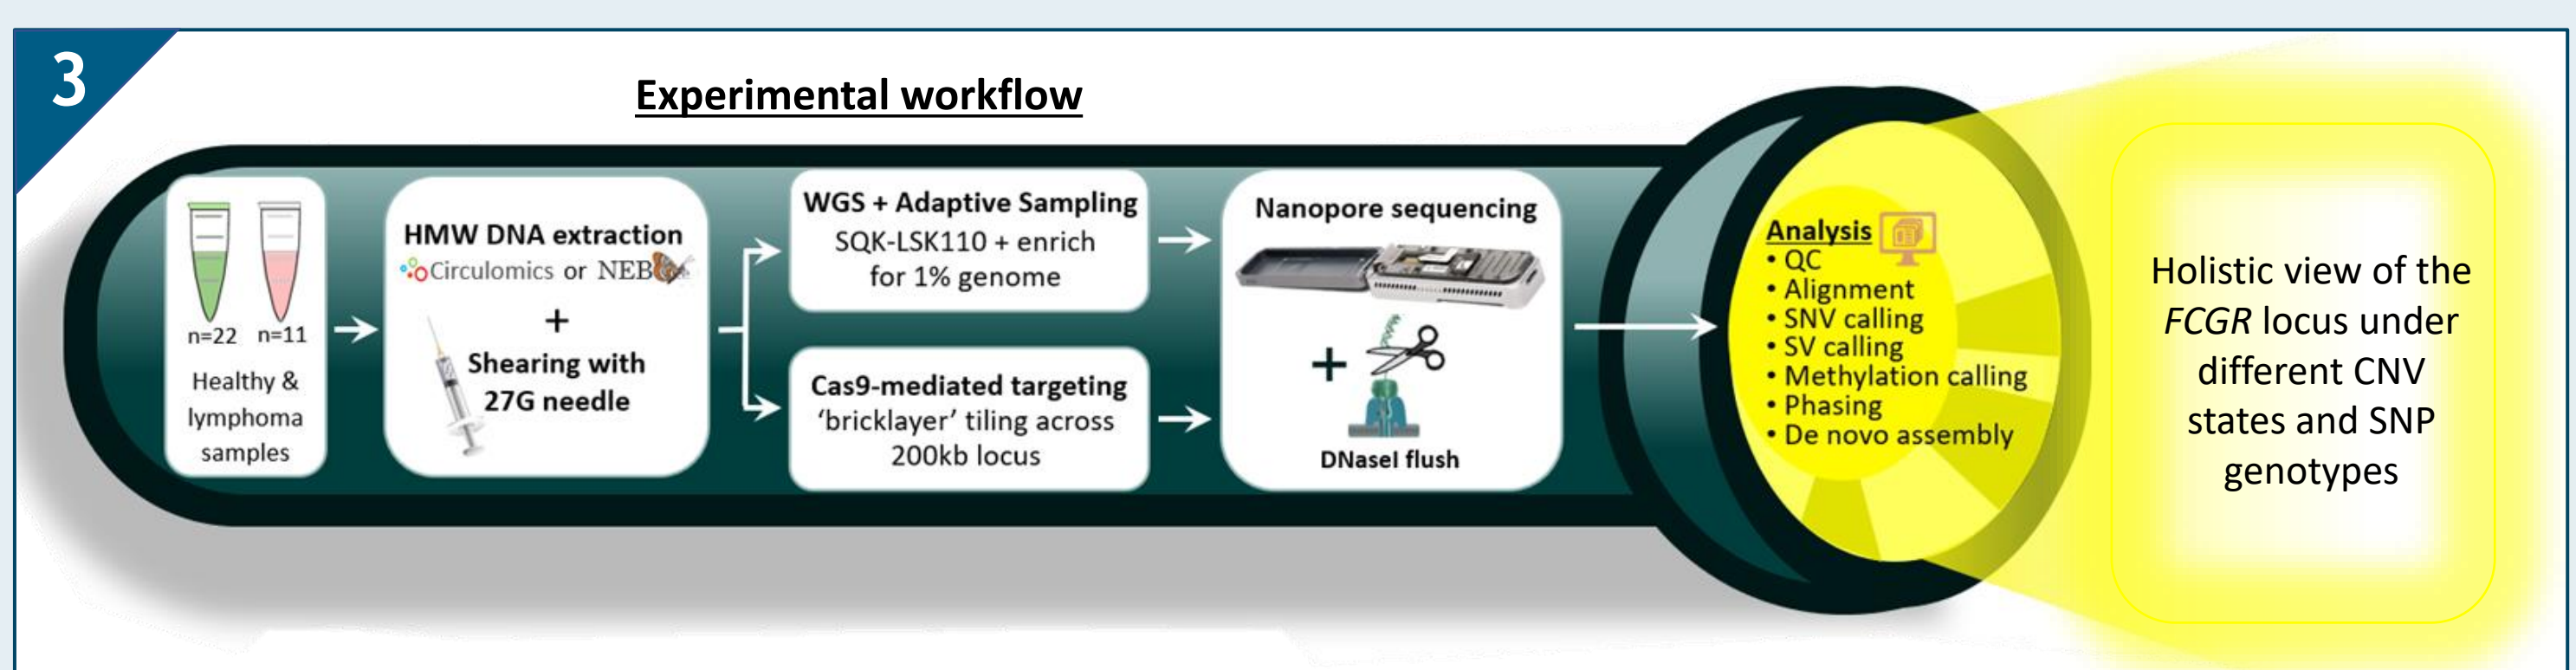 3
Experimental workflow
n=22 n=11
Healthy &
lymphoma
samples
HMW DNA extraction
Circulomics or NEB
+
Shearing with
27G needle
WGS + Adaptive Sampling
SQK-LSK110 + enrich
for 1% genome
Cas9-mediated targeting
‘bricklayer’ tiling across
200kb locus
Nanopore sequencing
+
DNaseI flush
Analysis
• QC
• Alignment
• SNV calling
• SV calling
• Methylation calling
• Phasing
• De novo assembly
Holistic view of the
FCGR locus under
different CNV
states and SNP
genotypes